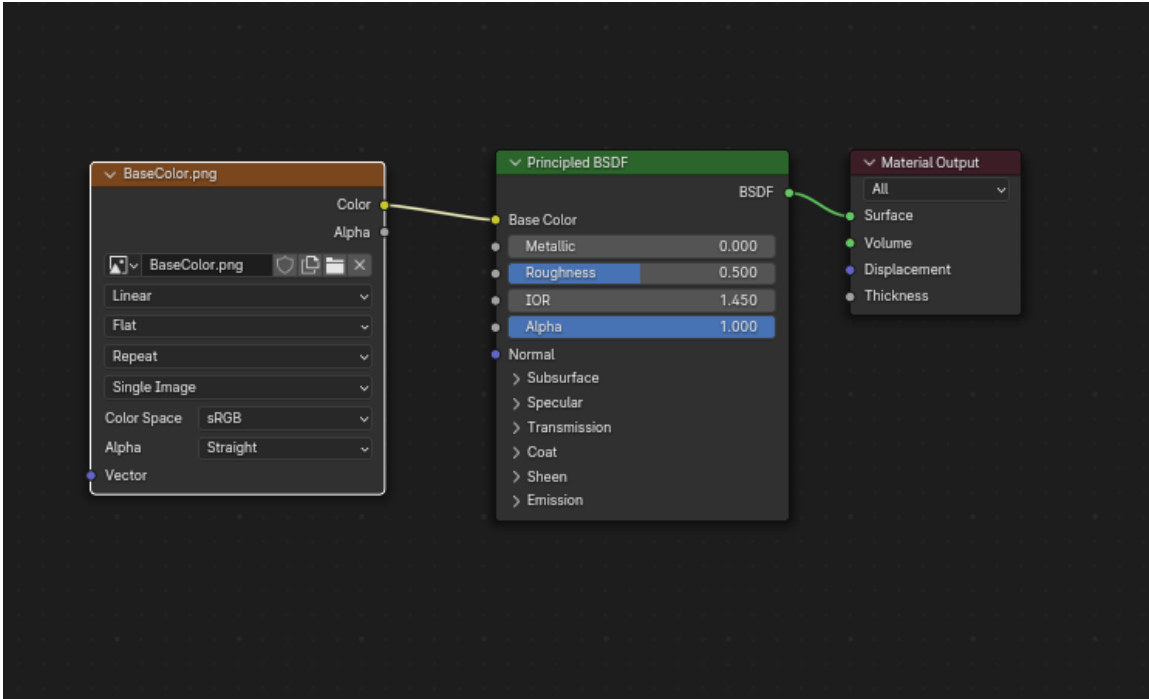 BaseColor.png
Color
Alpha
BaseColor.png
Linear
Flat
Repeat
Single Image
Color Space sRGB
Alpha Straight
Vector
Principled BSDF
BSDF
Base Color
Metallic 0.000
Roughness 0.500
IOR 1.450
Alpha 1.000
Normal
Subsurface
Specular
Transmission
Coat
Sheen
Emission
Material Output
All
Surface
Volume
Displacement
Thickness